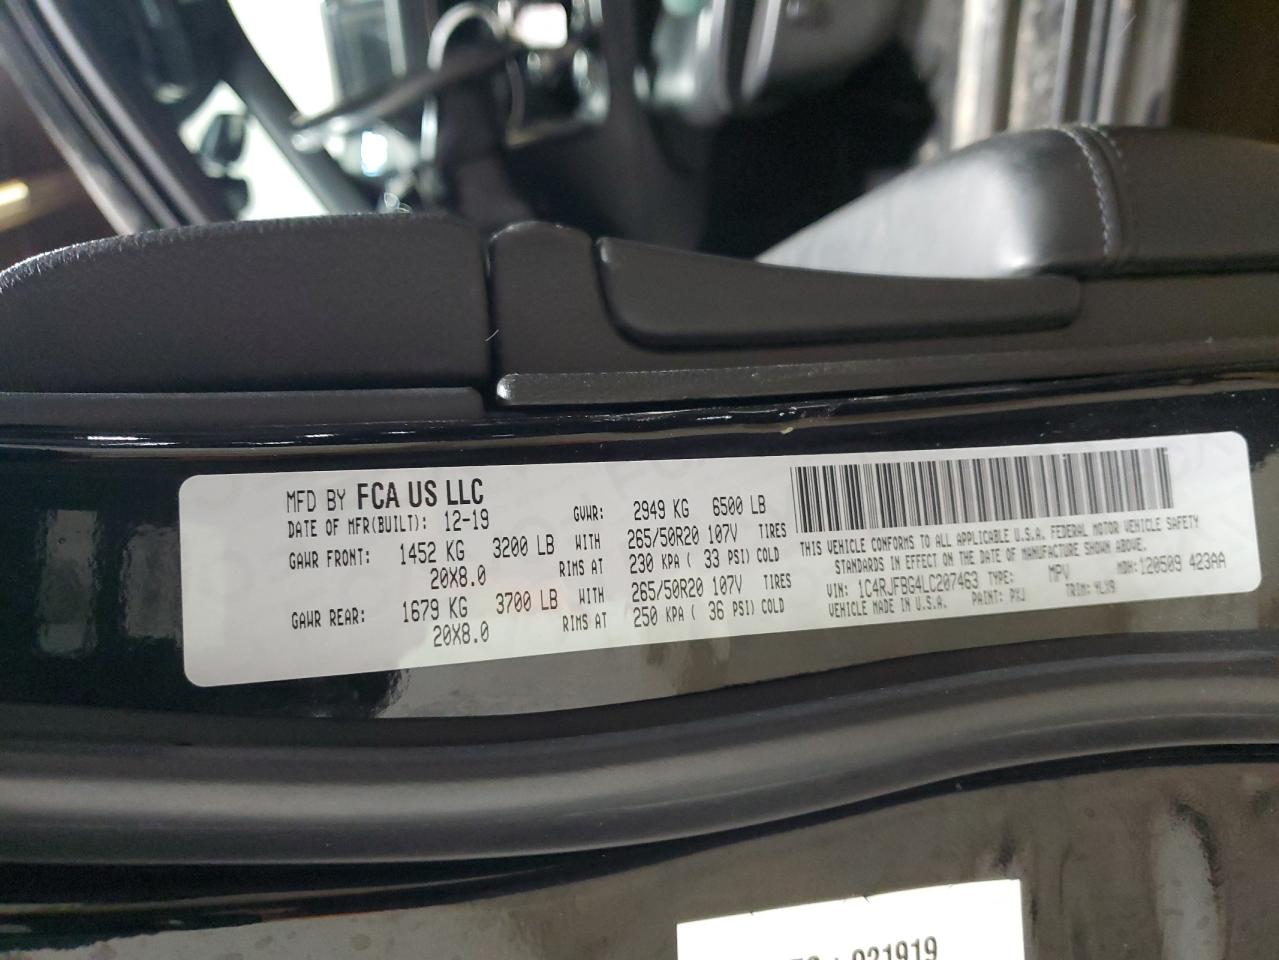 MFD BY FCA US LLC
DATE OF MFR(BUILT): 12-19 GVWR: 2949 KG 6500 LB
GAWR FRONT: 1452 KG 3200 LB WITH 265/50R20 107V TIRES
20X8.0 RIMS AT 230 KPA ( 33 PSI) COLD
GAWR REAR: 1679 KG 3700 LB WITH 265/50R20 107V TIRES
20X8.0 RIMS AT 250 KPA ( 36 PSI) COLD
THIS VEHICLE CONFORMS TO ALL APPLICABLE U.S.A. FEDERAL MOTOR VEHICLE SAFETY
STANDARDS IN EFFECT ON THE DATE OF MANUFACTURE SHOWN ABOVE.
VIN: 1C4RJFBG4LC207463 TYPE: MPV MDH: 120509 423AA
VEHICLE MADE IN U.S.A. PAINT: PXJ TRIM: YLX9
031919